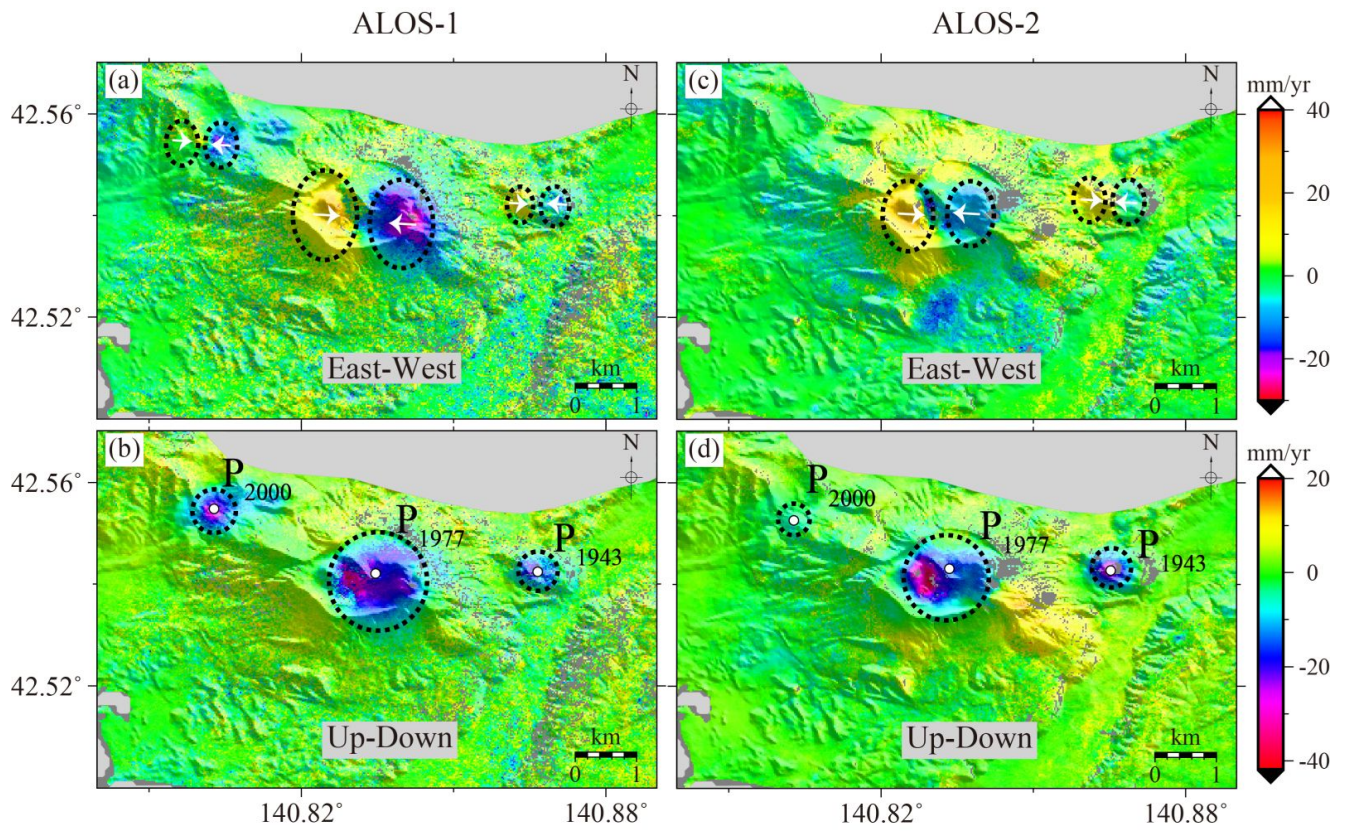 ALOS-1
ALOS-2
(a)
N
(c)
N
mm/yr
42.56°
42.52°
40
20
0
-20
East-West
km
0 1
East-West
km
0 1
(b)
N
(d)
N
mm/yr
42.56°
42.52°
P2000
P1977
P1943
P2000
P1977
P1943
20
0
-20
-40
Up-Down
km
0 1
Up-Down
km
0 1
140.82°
140.88°
140.82°
140.88°